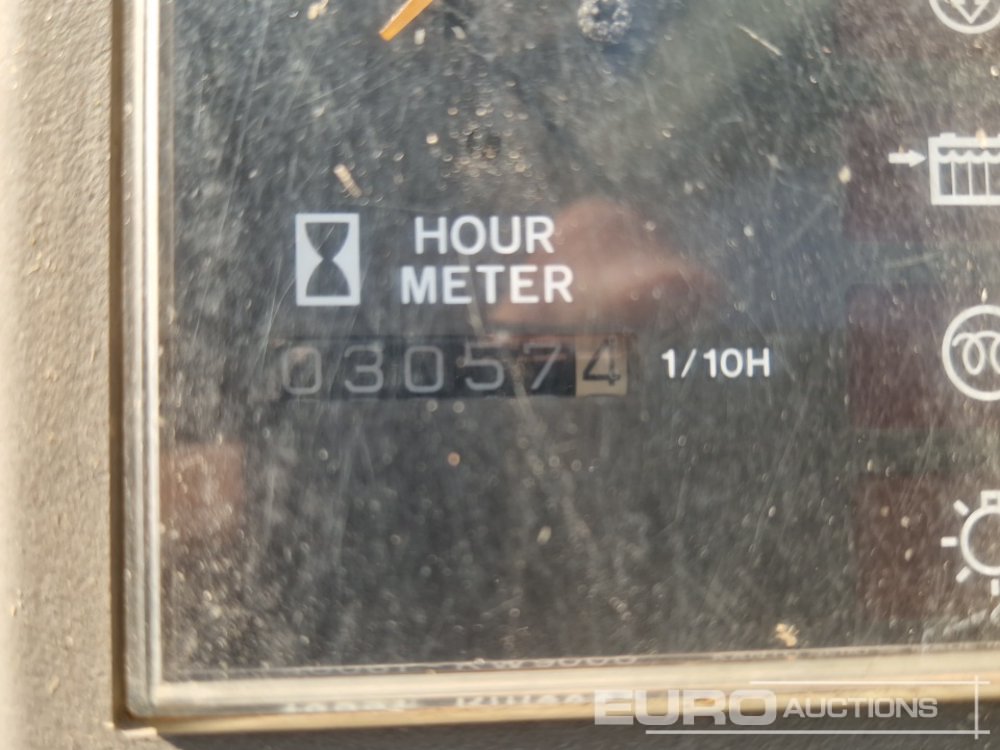 HOUR
METER
030574 1/10H
EURO AUCTIONS